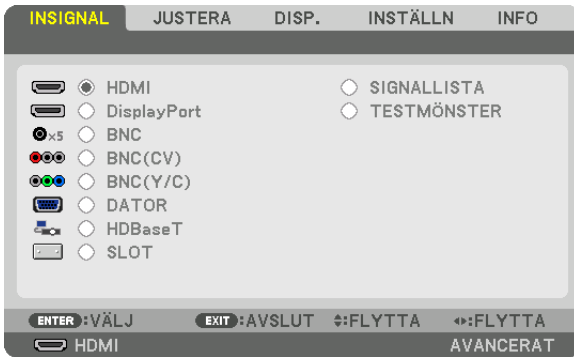 INSIGNAL JUSTERA DISP. INSTÄLLN INFO
HDMI SIGNALLISTA
DisplayPort TESTMÖNSTER
×5 BNC
BNC(CV)
BNC(Y/C)
DATOR
HDBaseT
SLOT
ENTER:VÄLJ EXIT:AVSLUT :FLYTTA :FLYTTA
HDMI AVANCERAT